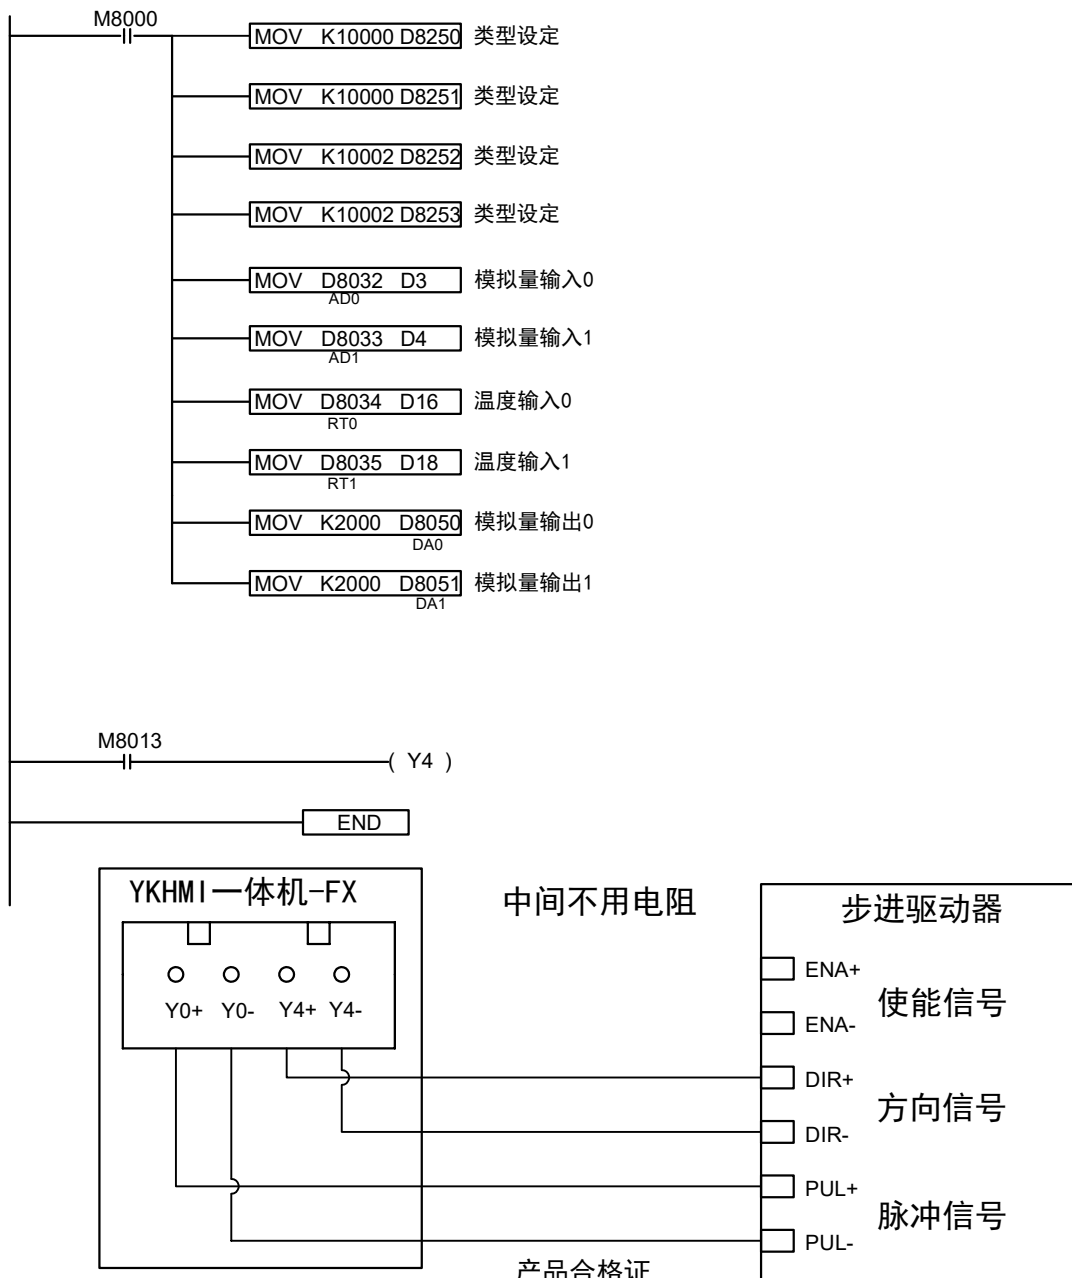 M8000
MOV K10000 D8250 类型设定
MOV K10000 D8251 类型设定
MOV K10002 D8252 类型设定
MOV K10002 D8253 类型设定
MOV D8032 D3 模拟量输入0
AD0
MOV D8033 D4 模拟量输入1
AD1
MOV D8034 D16 温度输入0
RT0
MOV D8035 D18 温度输入1
RT1
MOV K2000 D8050 模拟量输出0
DA0
MOV K2000 D8051 模拟量输出1
DA1
M8013
( Y4 )
END
YKHMI一体机-FX
Y0+ Y0- Y4+ Y4-
中间不用电阻
步进驱动器
ENA+
使能信号
ENA-
DIR+
方向信号
DIR-
PUL+
脉冲信号
PUL-
产品合格证